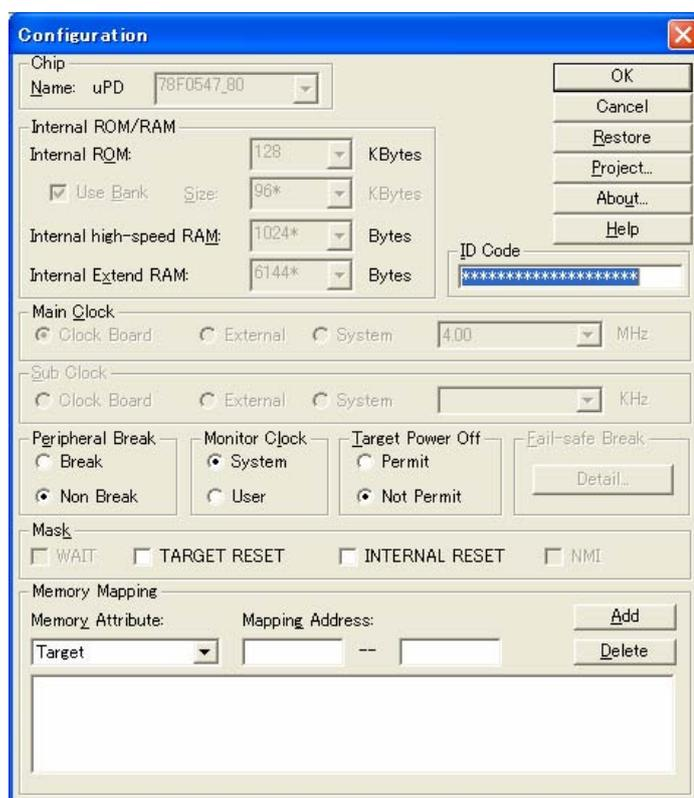 Configuration
Chip
Name: uPD 78F0547_80
OK
Cancel
Restore
Project...
About...
Help
Internal ROM/RAM
Internal ROM: 128 KBytes
Use Bank Size: 96* KBytes
Internal high-speed RAM: 1024* Bytes
Internal Extend RAM: 6144* Bytes
ID Code
********************
Main Clock
Clock Board External System 4.00 MHz
Sub Clock
Clock Board External System KHz
Peripheral Break
Break
Non Break
Monitor Clock
System
User
Target Power Off
Permit
Not Permit
Fail-safe Break
Detail...
Mask
WAIT TARGET RESET INTERNAL RESET NMI
Memory Mapping
Memory Attribute: Mapping Address:
Add
Target --
Delete